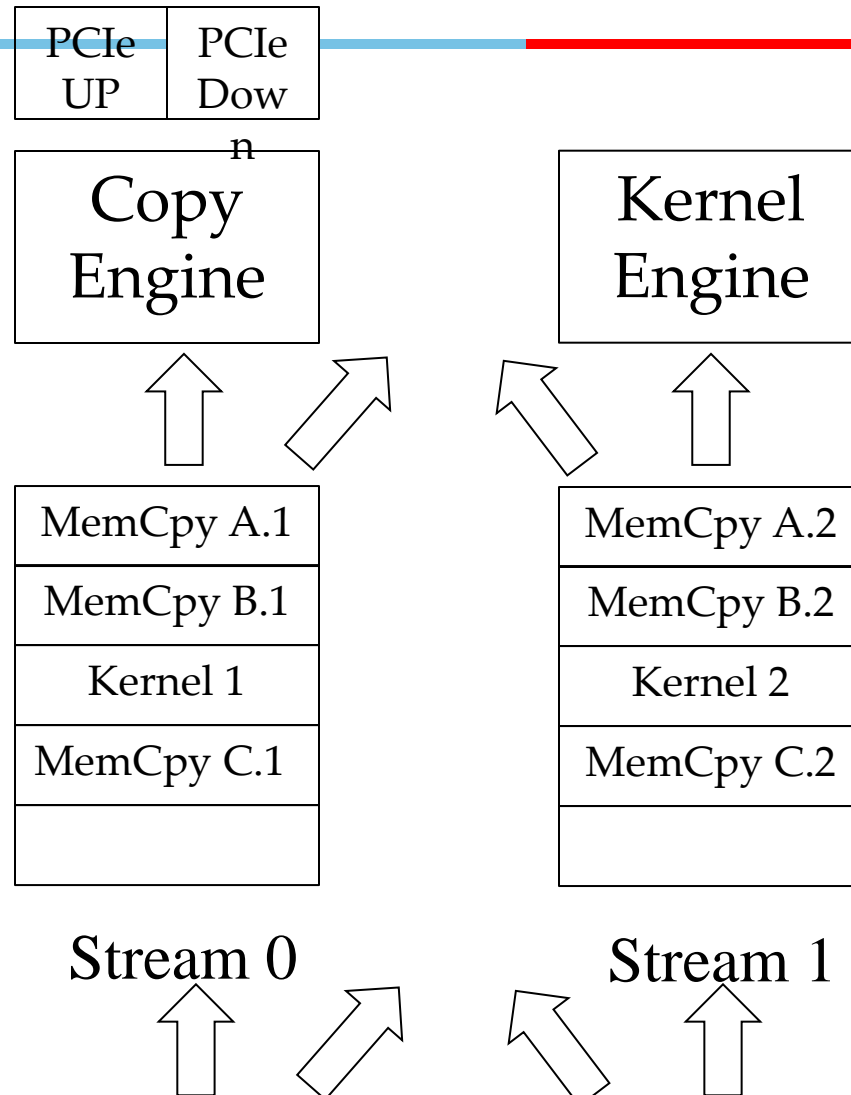 PCIe
UP
PCIe
Dow
n
Copy
Engine
Kernel
Engine
MemCpy A.1
MemCpy B.1
Kernel 1
MemCpy C.1
MemCpy A.2
MemCpy B.2
Kernel 2
MemCpy C.2
Stream 0
Stream 1